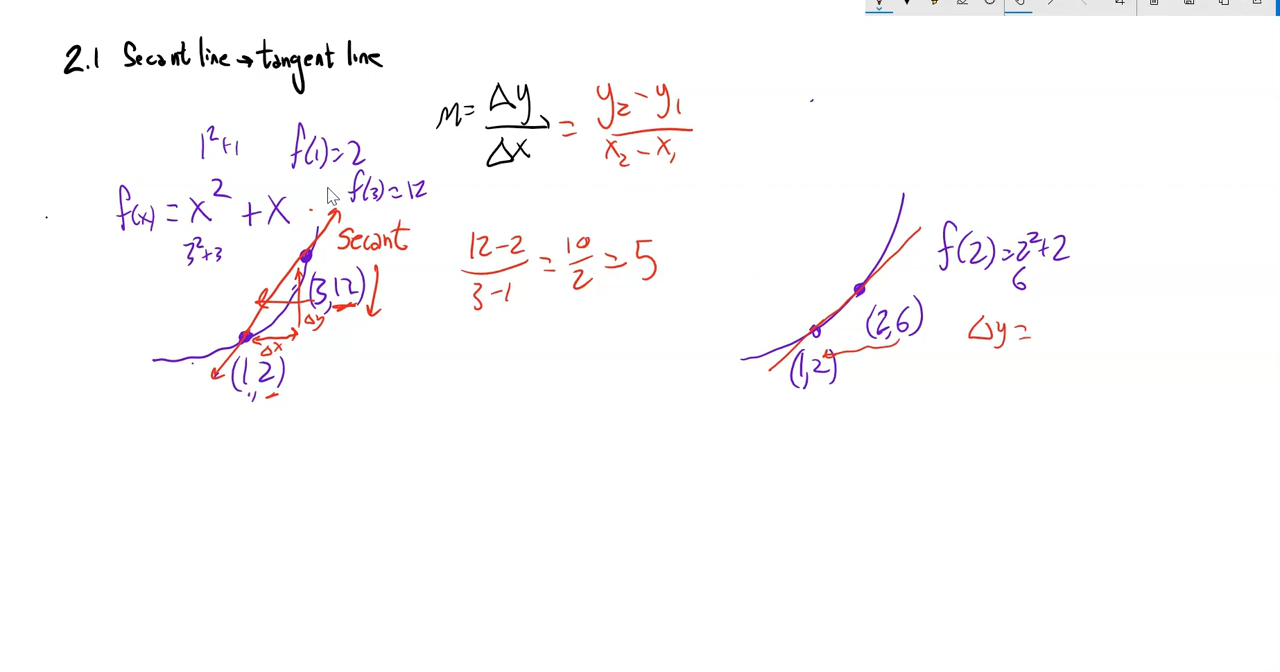 2.1 Secant line → tangent line
m = Δy/Δx = (y₂ - y₁)/(x₂ - x₁)
1²+1
f(1)=2
f(3)=12
f(x) = x² + x
3²+3
secant
(3,12)
Δy
Δx
(1,2)
(12-2)/(3-1) = 10/2 = 5
f(2)=2²+2
6
(2,6)
Δy =
(1,2)